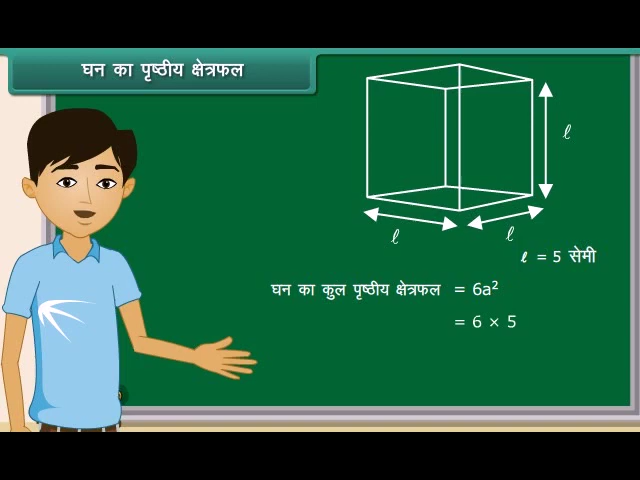 घन का पृष्ठीय क्षेत्रफल
ℓ
ℓ
ℓ
ℓ = 5 सेमी
घन का कुल पृष्ठीय क्षेत्रफल = 6a²
= 6 × 5